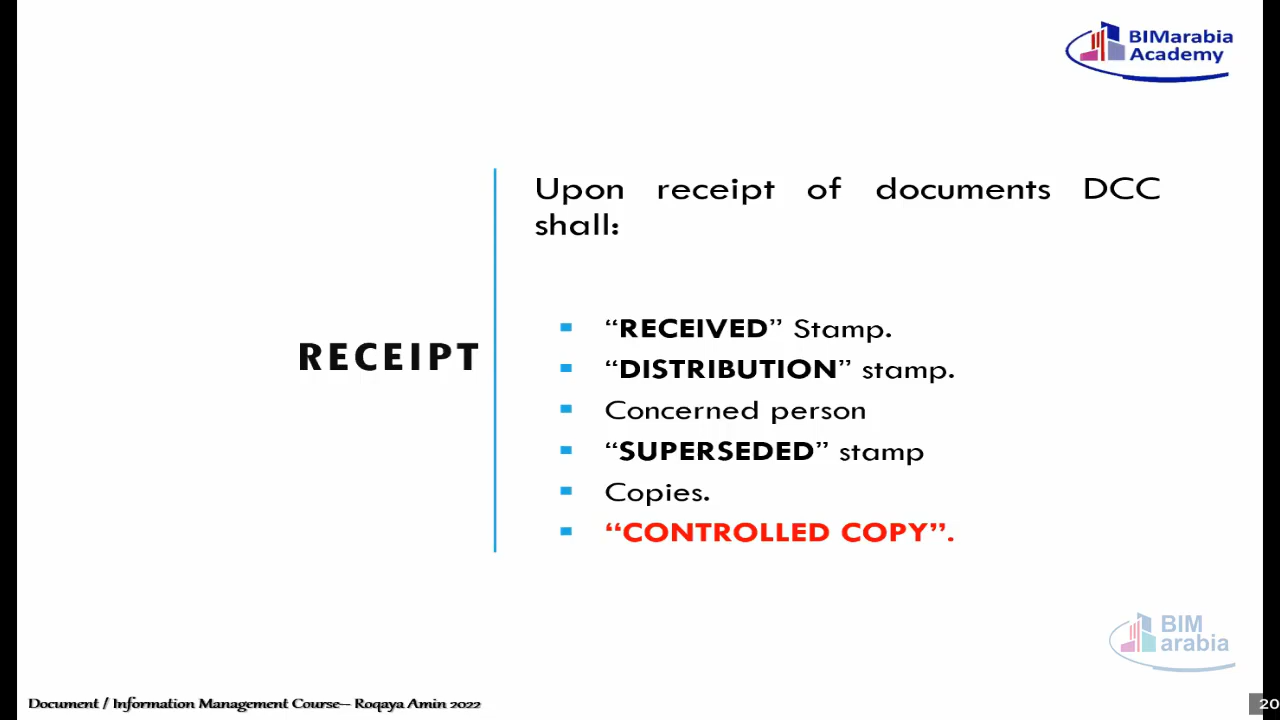 BIMarabia
Academy
Upon receipt of documents DCC
shall:
RECEIPT
▪ “RECEIVED” Stamp.
▪ “DISTRIBUTION” stamp.
▪ Concerned person
▪ “SUPERSEDED” stamp
▪ Copies.
▪ “CONTROLLED COPY”.
BIM
arabia
Document / Information Management Course-- Roqaya Amin 2022
20